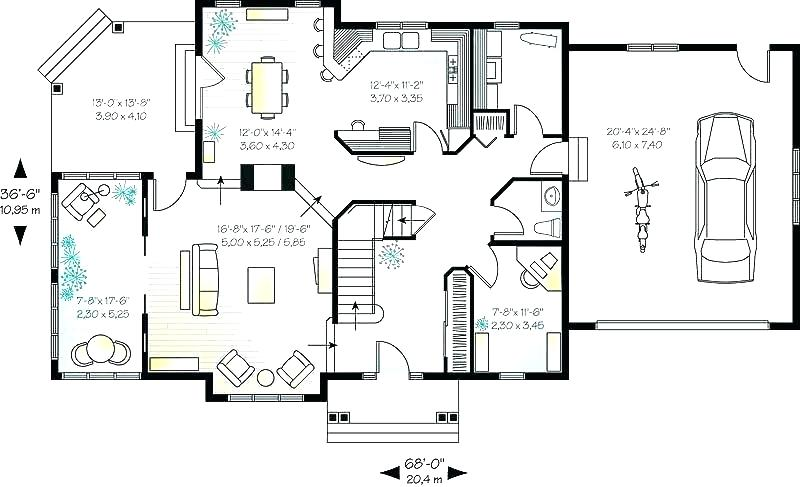 13'-0 x 13'-8"
3,90 x 4,10
12'-0 x 14'-4"
3,60 x 4,30
12'-4" x 11'-2"
3,70 x 3,35
20'-4" x 24'-8"
6,10 x 7,40
36'-6"
10,95 m
16'-8" x 17'-6" / 19'-6"
5,00 x 5,25 / 5,85
7'-8" x 17'-6"
2,30 x 5,25
7'-8" x 11'-6"
2,30 x 3,45
68'-0"
20,4 m